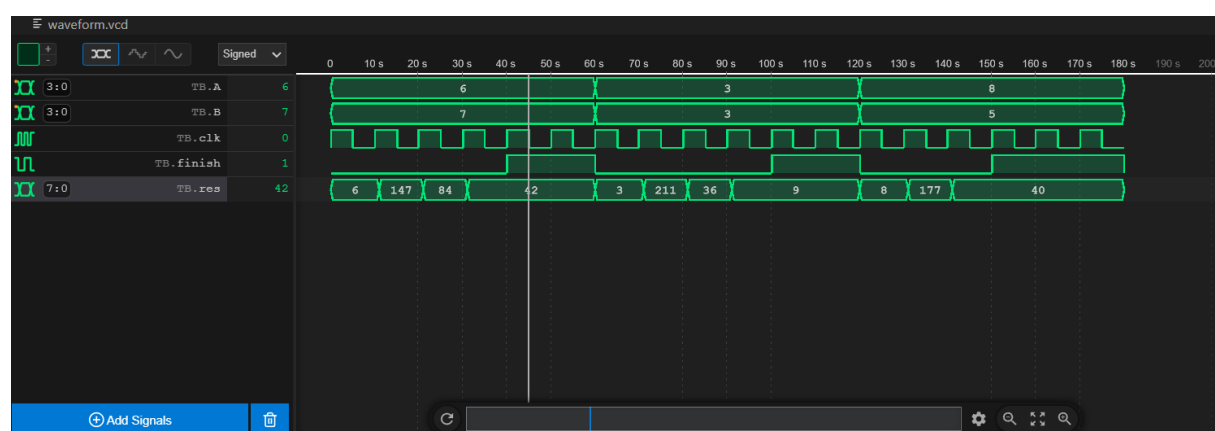 waveform.vcd
+
-
Signed
0 10 s 20 s 30 s 40 s 50 s 60 s 70 s 80 s 90 s 100 s 110 s 120 s 130 s 140 s 150 s 160 s 170 s 180 s 190 s 200
3:0 TB.A 6 6 3 8
3:0 TB.B 7 7 3 5
TB.clk 0
TB.finish 1
7:0 TB.res 42 6 147 84 42 3 211 36 9 8 177 40
Add Signals